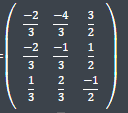 = ( -2/3 -4/3 3/2
-2/3 -1/3 1/2
1/3 2/3 -1/2 )